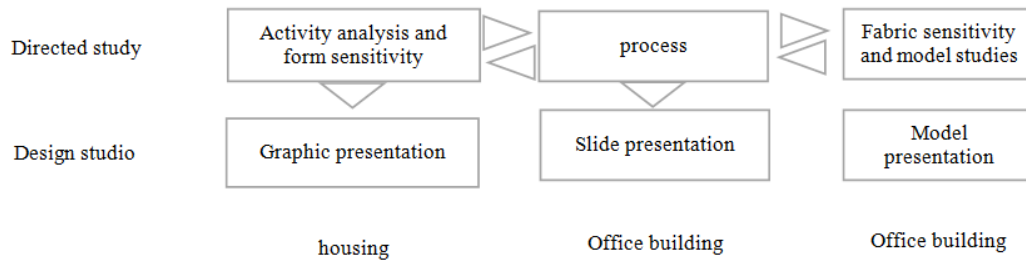 Directed study
Activity analysis and
form sensitivity
process
Fabric sensitivity
and model studies
Design studio
Graphic presentation
Slide presentation
Model
presentation
housing
Office building
Office building